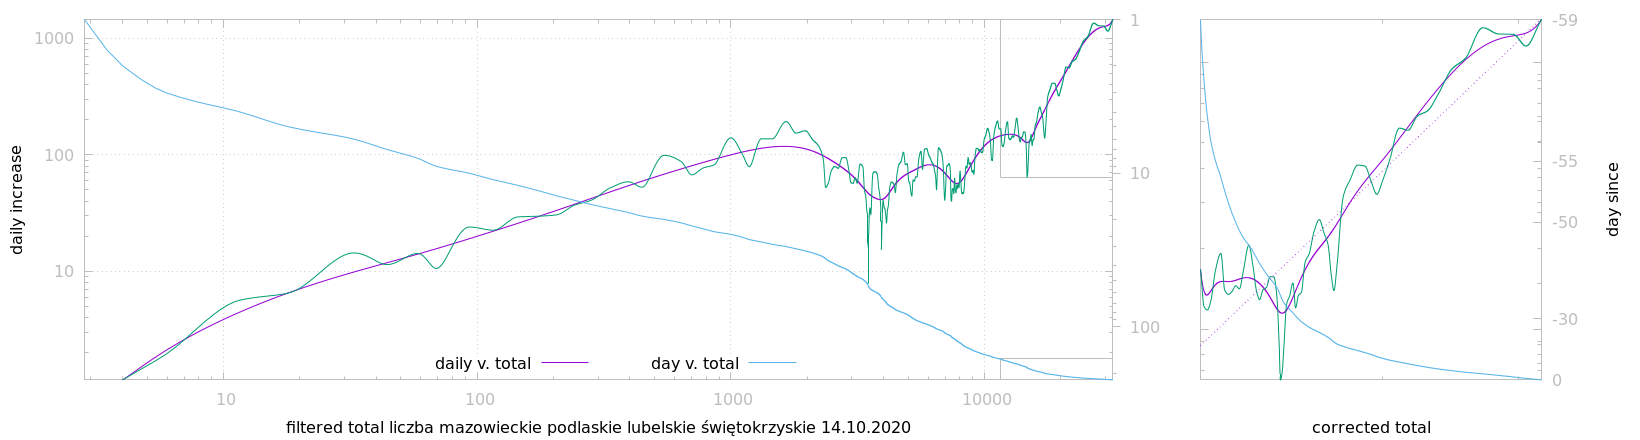 1000
100
10
daily increase
daily v. total
day v. total
10
100
1000
10000
1
10
100
filtered total liczba mazowieckie podlaskie lubelskie świętokrzyskie 14.10.2020
-59
-55
-50
-30
0
day since
corrected total